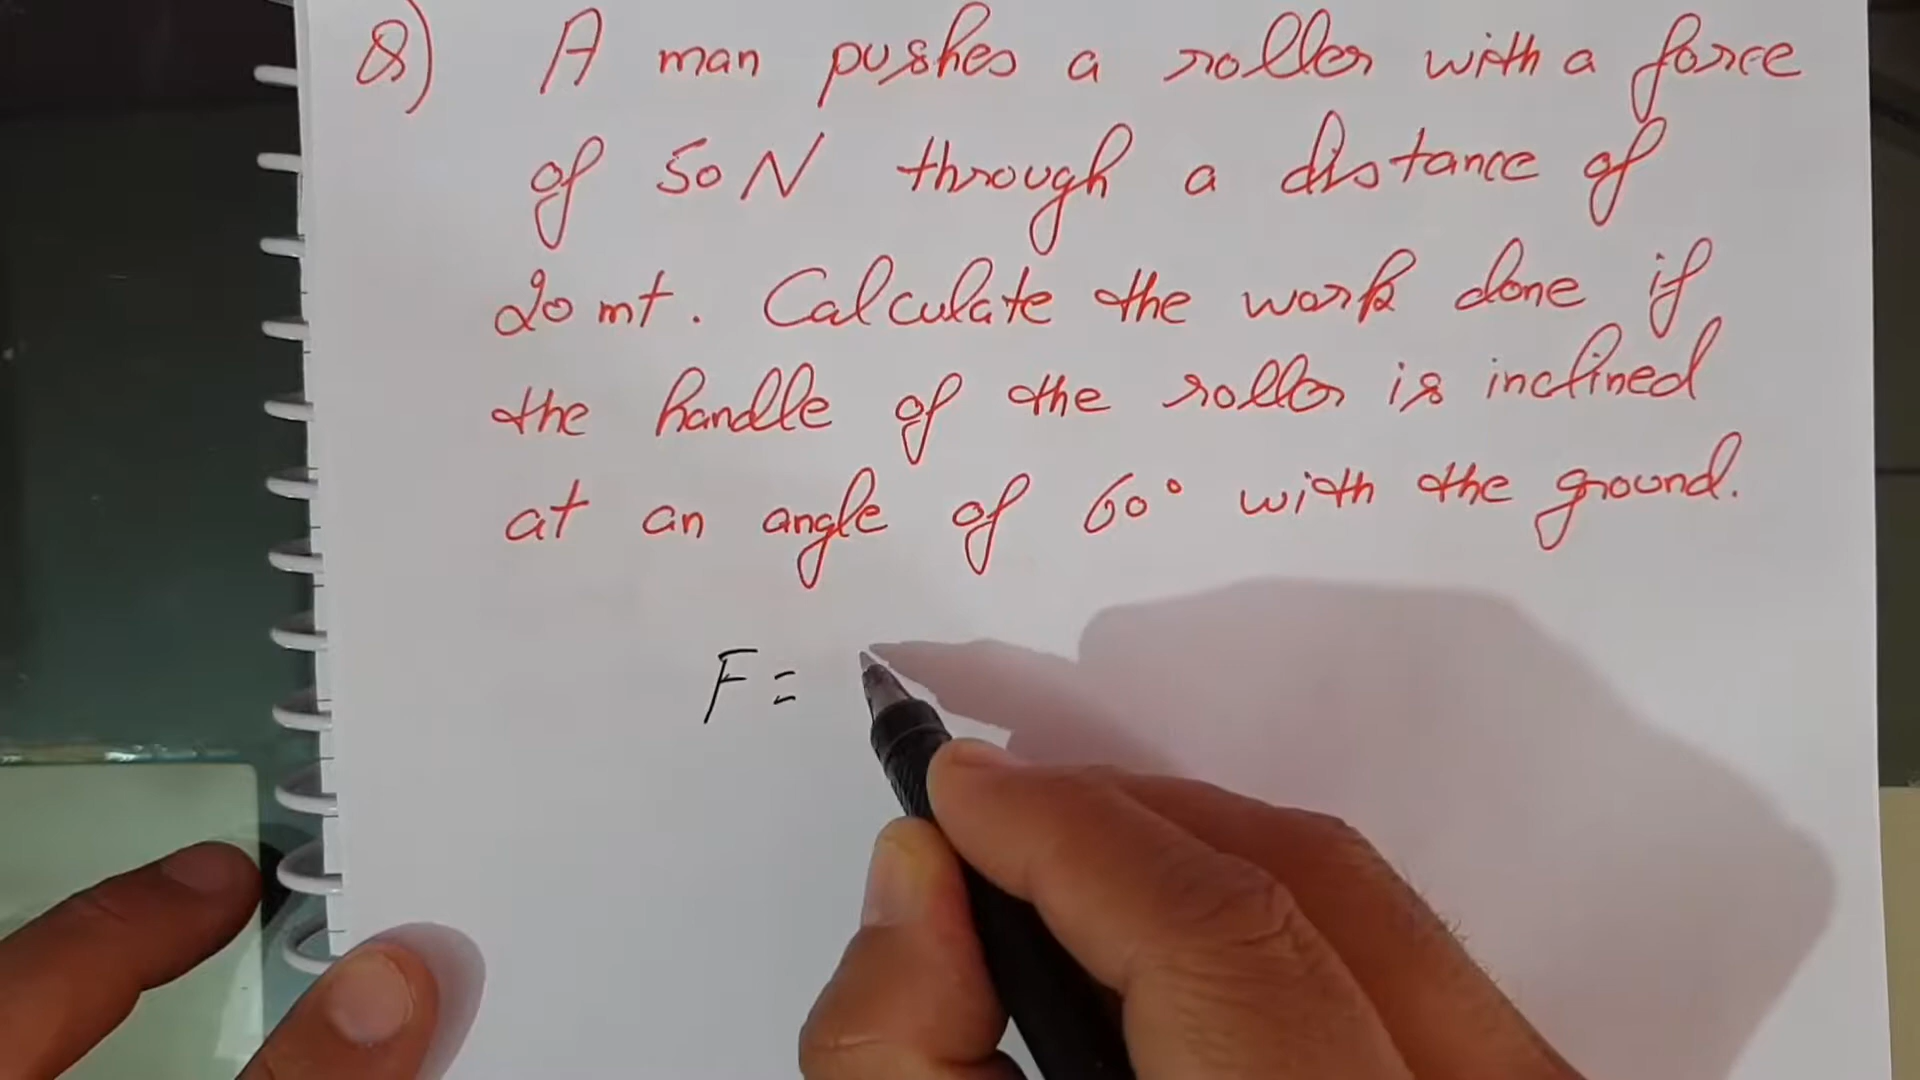 Q) A man pushes a roller with a force
of 50 N through a distance of
20 mt. Calculate the work done if
the handle of the roller is inclined
at an angle of 60° with the ground.
F =